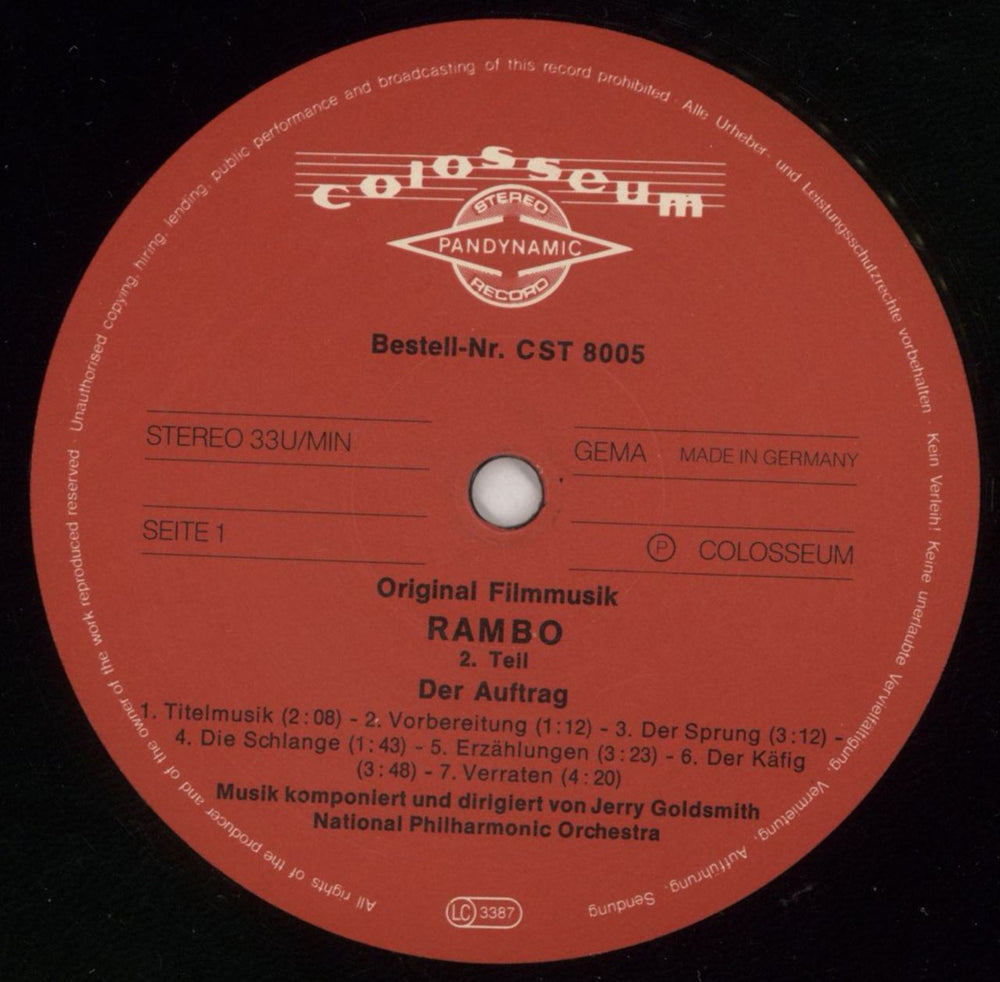 All rights of the producer and of the owner of the work reproduced reserved · Unauthorised copying, hiring, lending, public performance and broadcasting of this record prohibited · Alle Urheber- und Leistungsschutzrechte vorbehalten Kein Verleih! Keine unerlaubte Vervielfältigung, Vermietung, Aufführung, Sendung
colosseum
STEREO
PANDYNAMIC
RECORD
Bestell-Nr. CST 8005
STEREO 33U/MIN
GEMA MADE IN GERMANY
SEITE 1
Ⓟ COLOSSEUM
Original Filmmusik
RAMBO
2. Teil
Der Auftrag
1. Titelmusik (2:08) - 2. Vorbereitung (1:12) - 3. Der Sprung (3:12) -
4. Die Schlange (1:43) - 5. Erzählungen (3:23) - 6. Der Käfig
(3:48) - 7. Verraten (4:20)
Musik komponiert und dirigiert von Jerry Goldsmith
National Philharmonic Orchestra
LC 3387